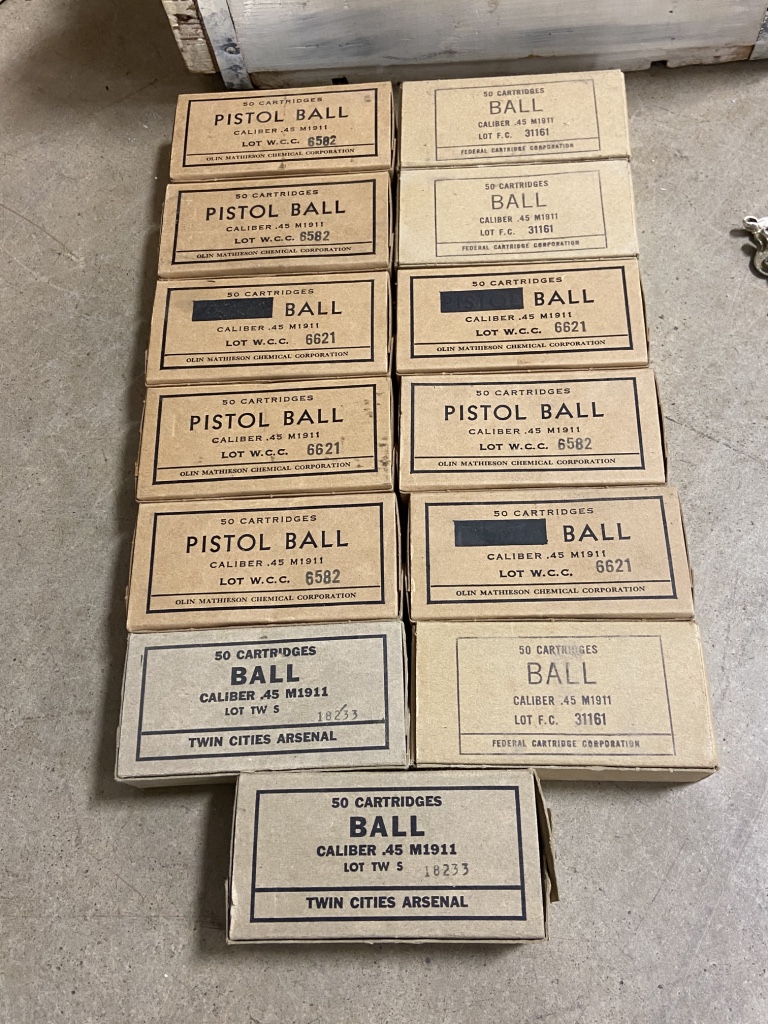 50 CARTRIDGES
PISTOL BALL
CALIBER .45 M1911
LOT W.C.C. 6582
OLIN MATHIESON CHEMICAL CORPORATION
50 CARTRIDGES
BALL
CALIBER .45 M1911
LOT F.C. 31161
FEDERAL CARTRIDGE CORPORATION
50 CARTRIDGES
PISTOL BALL
CALIBER .45 M1911
LOT W.C.C. 6582
OLIN MATHIESON CHEMICAL CORPORATION
50 CARTRIDGES
BALL
CALIBER .45 M1911
LOT F.C. 31161
FEDERAL CARTRIDGE CORPORATION
50 CARTRIDGES
BALL
CALIBER .45 M1911
LOT W.C.C. 6621
OLIN MATHIESON CHEMICAL CORPORATION
50 CARTRIDGES
PISTOL BALL
CALIBER .45 M1911
LOT W.C.C. 6621
OLIN MATHIESON CHEMICAL CORPORATION
50 CARTRIDGES
PISTOL BALL
CALIBER .45 M1911
LOT W.C.C. 6621
OLIN MATHIESON CHEMICAL CORPORATION
50 CARTRIDGES
PISTOL BALL
CALIBER .45 M1911
LOT W.C.C. 6582
OLIN MATHIESON CHEMICAL CORPORATION
50 CARTRIDGES
PISTOL BALL
CALIBER .45 M1911
LOT W.C.C. 6582
OLIN MATHIESON CHEMICAL CORPORATION
50 CARTRIDGES
BALL
CALIBER .45 M1911
LOT W.C.C. 6621
OLIN MATHIESON CHEMICAL CORPORATION
50 CARTRIDGES
BALL
CALIBER .45 M1911
LOT TW S 18233
TWIN CITIES ARSENAL
50 CARTRIDGES
BALL
CALIBER .45 M1911
LOT F.C. 31161
FEDERAL CARTRIDGE CORPORATION
50 CARTRIDGES
BALL
CALIBER .45 M1911
LOT TW S 18233
TWIN CITIES ARSENAL